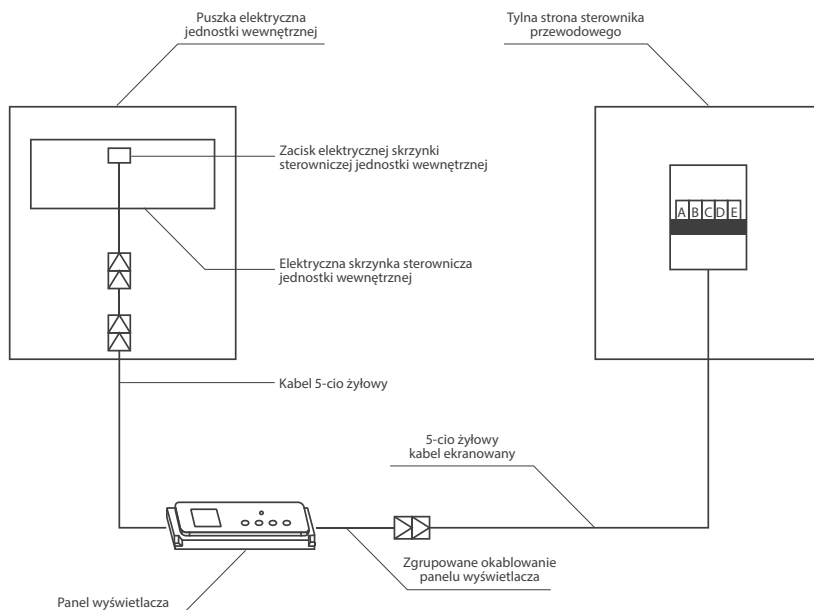 Puszka elektryczna
jednostki wewnętrznej
Tylna strona sterownika
przewodowego
Zacisk elektrycznej skrzynki
sterowniczej jednostki wewnętrznej
A B C D E
Elektryczna skrzynka sterownicza
jednostki wewnętrznej
Kabel 5-cio żyłowy
5-cio żyłowy
kabel ekranowany
Zgrupowane okablowanie
panelu wyświetlacza
Panel wyświetlacza